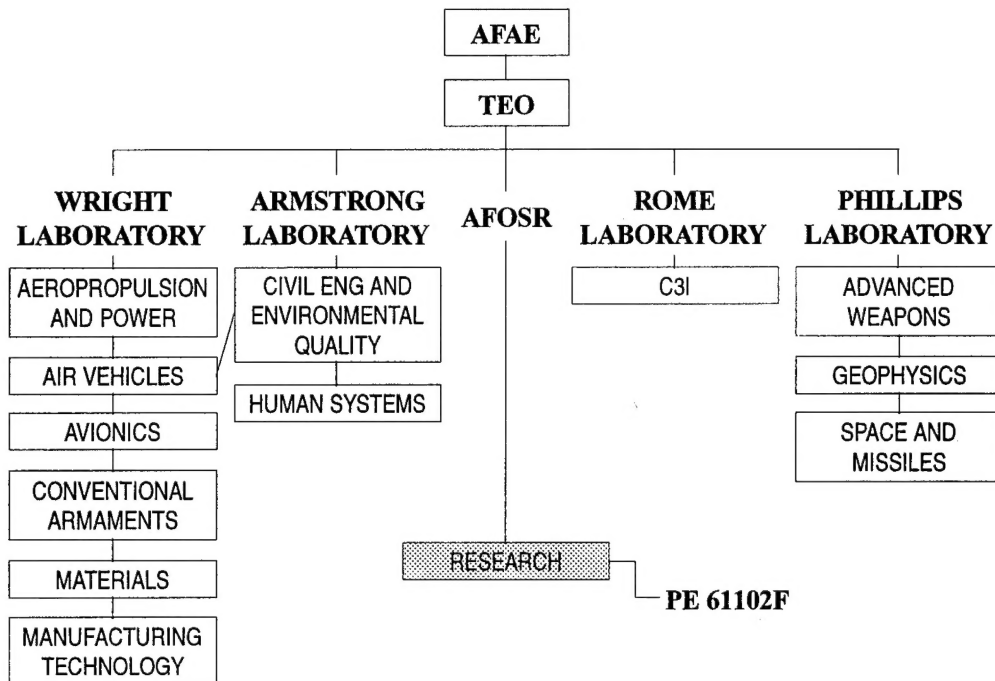 AFAE
TEO
WRIGHT
LABORATORY
AEROPROPULSION
AND POWER
AIR VEHICLES
AVIONICS
CONVENTIONAL
ARMAMENTS
MATERIALS
MANUFACTURING
TECHNOLOGY
ARMSTRONG
LABORATORY
CIVIL ENG AND
ENVIRONMENTAL
QUALITY
HUMAN SYSTEMS
AFOSR
RESEARCH
PE 61102F
ROME
LABORATORY
C3I
PHILLIPS
LABORATORY
ADVANCED
WEAPONS
GEOPHYSICS
SPACE AND
MISSILES